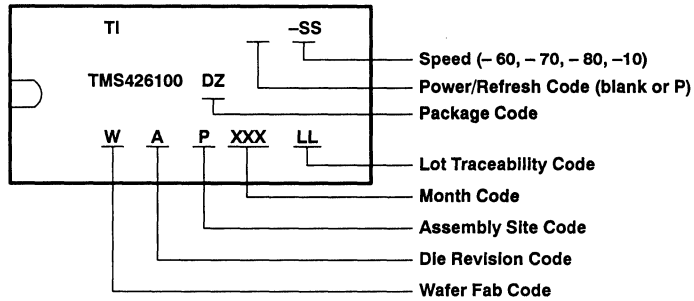 TI -SS
Speed (– 60, – 70, – 80, –10)
Power/Refresh Code (blank or P)
TMS426100 DZ
Package Code
W A P XXX LL
Lot Traceability Code
Month Code
Assembly Site Code
Die Revision Code
Wafer Fab Code